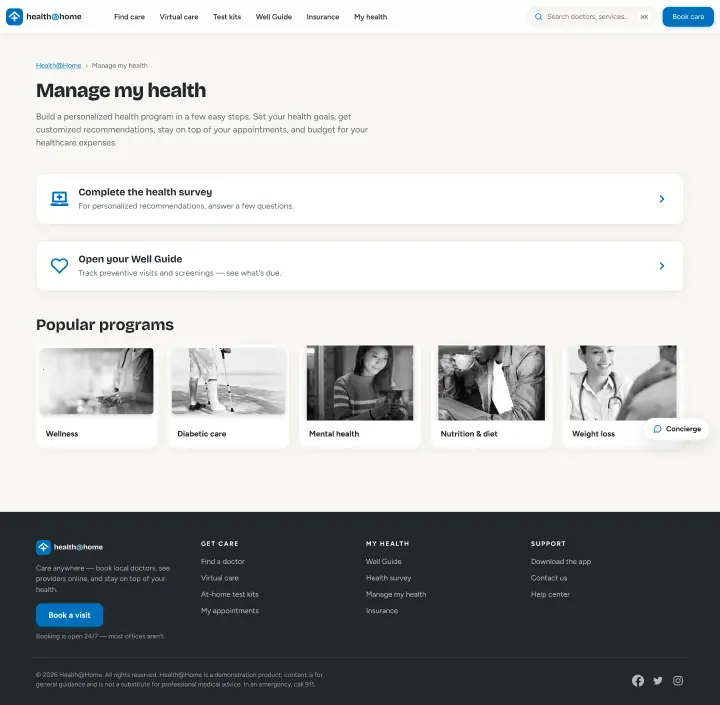 health@home
Find care
Virtual care
Test kits
Well Guide
Insurance
My health
Search doctors, services...
⌘K
Book care
Health@Home › Manage my health
Manage my health
Build a personalized health program in a few easy steps. Set your health goals, get
customized recommendations, stay on top of your appointments, and budget for your
healthcare expenses.
Complete the health survey
For personalized recommendations, answer a few questions.
Open your Well Guide
Track preventive visits and screenings — see what's due.
Popular programs
Wellness
Diabetic care
Mental health
Nutrition & diet
Weight loss
Concierge
health@home
Care anywhere — book local doctors, see
providers online, and stay on top of your
health.
Book a visit
Booking is open 24/7 — most offices aren't.
GET CARE
Find a doctor
Virtual care
At-home test kits
My appointments
MY HEALTH
Well Guide
Health survey
Manage my health
Insurance
SUPPORT
Download the app
Contact us
Help center
© 2026 Health@Home. All rights reserved. Health@Home is a demonstration product; content is for
general guidance and is not a substitute for professional medical advice. In an emergency, call 911.